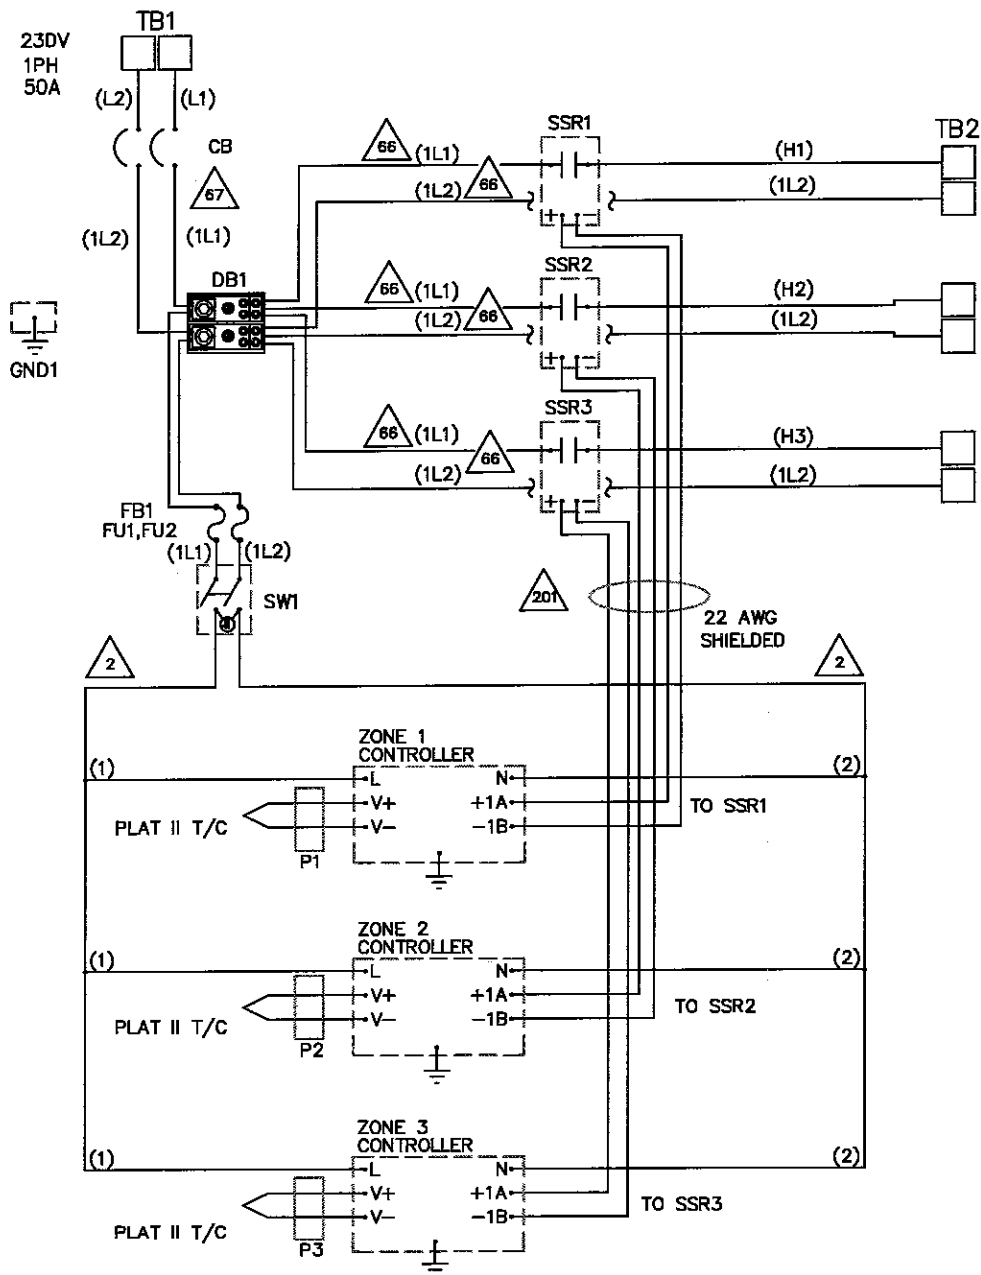 TB1
23DV
1PH
50A
(L2)
(L1)
CB
67
(1L2)
(1L1)
DB1
GND1
66
(1L1)
66
(1L2)
SSR1
+ -
(H1)
(1L2)
TB2
66
(1L1)
66
(1L2)
SSR2
+ -
(H2)
(1L2)
66
(1L1)
66
(1L2)
SSR3
+ -
(H3)
(1L2)
FB1
FU1,FU2
(1L1)
(1L2)
SW1
201
22 AWG
SHIELDED
2
2
ZONE 1
CONTROLLER
(1)
L
N
(2)
V+
+1A
TO SSR1
PLAT II T/C
V-
-1B
P1
ZONE 2
CONTROLLER
(1)
L
N
(2)
V+
+1A
TO SSR2
PLAT II T/C
V-
-1B
P2
ZONE 3
CONTROLLER
(1)
L
N
(2)
V+
+1A
TO SSR3
PLAT II T/C
V-
-1B
P3